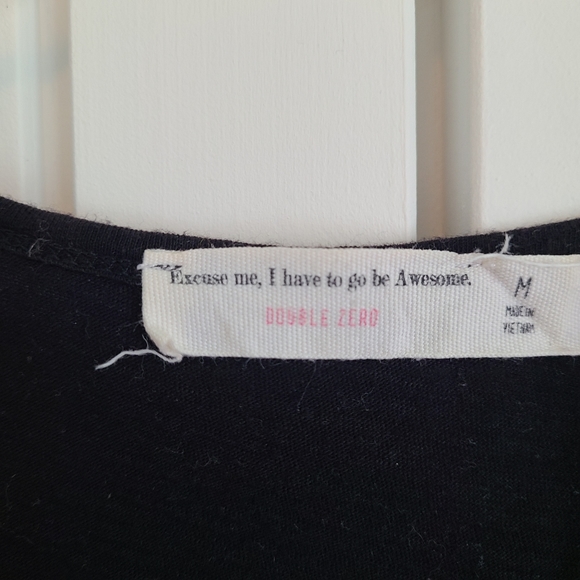 Excuse me, I have to go be Awesome.
DOUBLE ZERO
M
MADE IN
VIETNAM